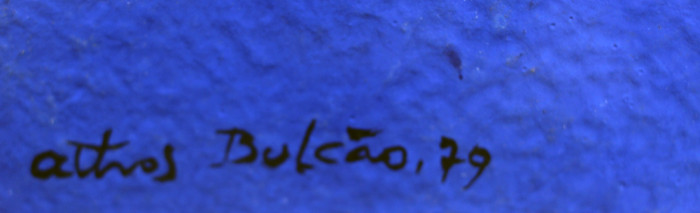 athos Bulcão, 79